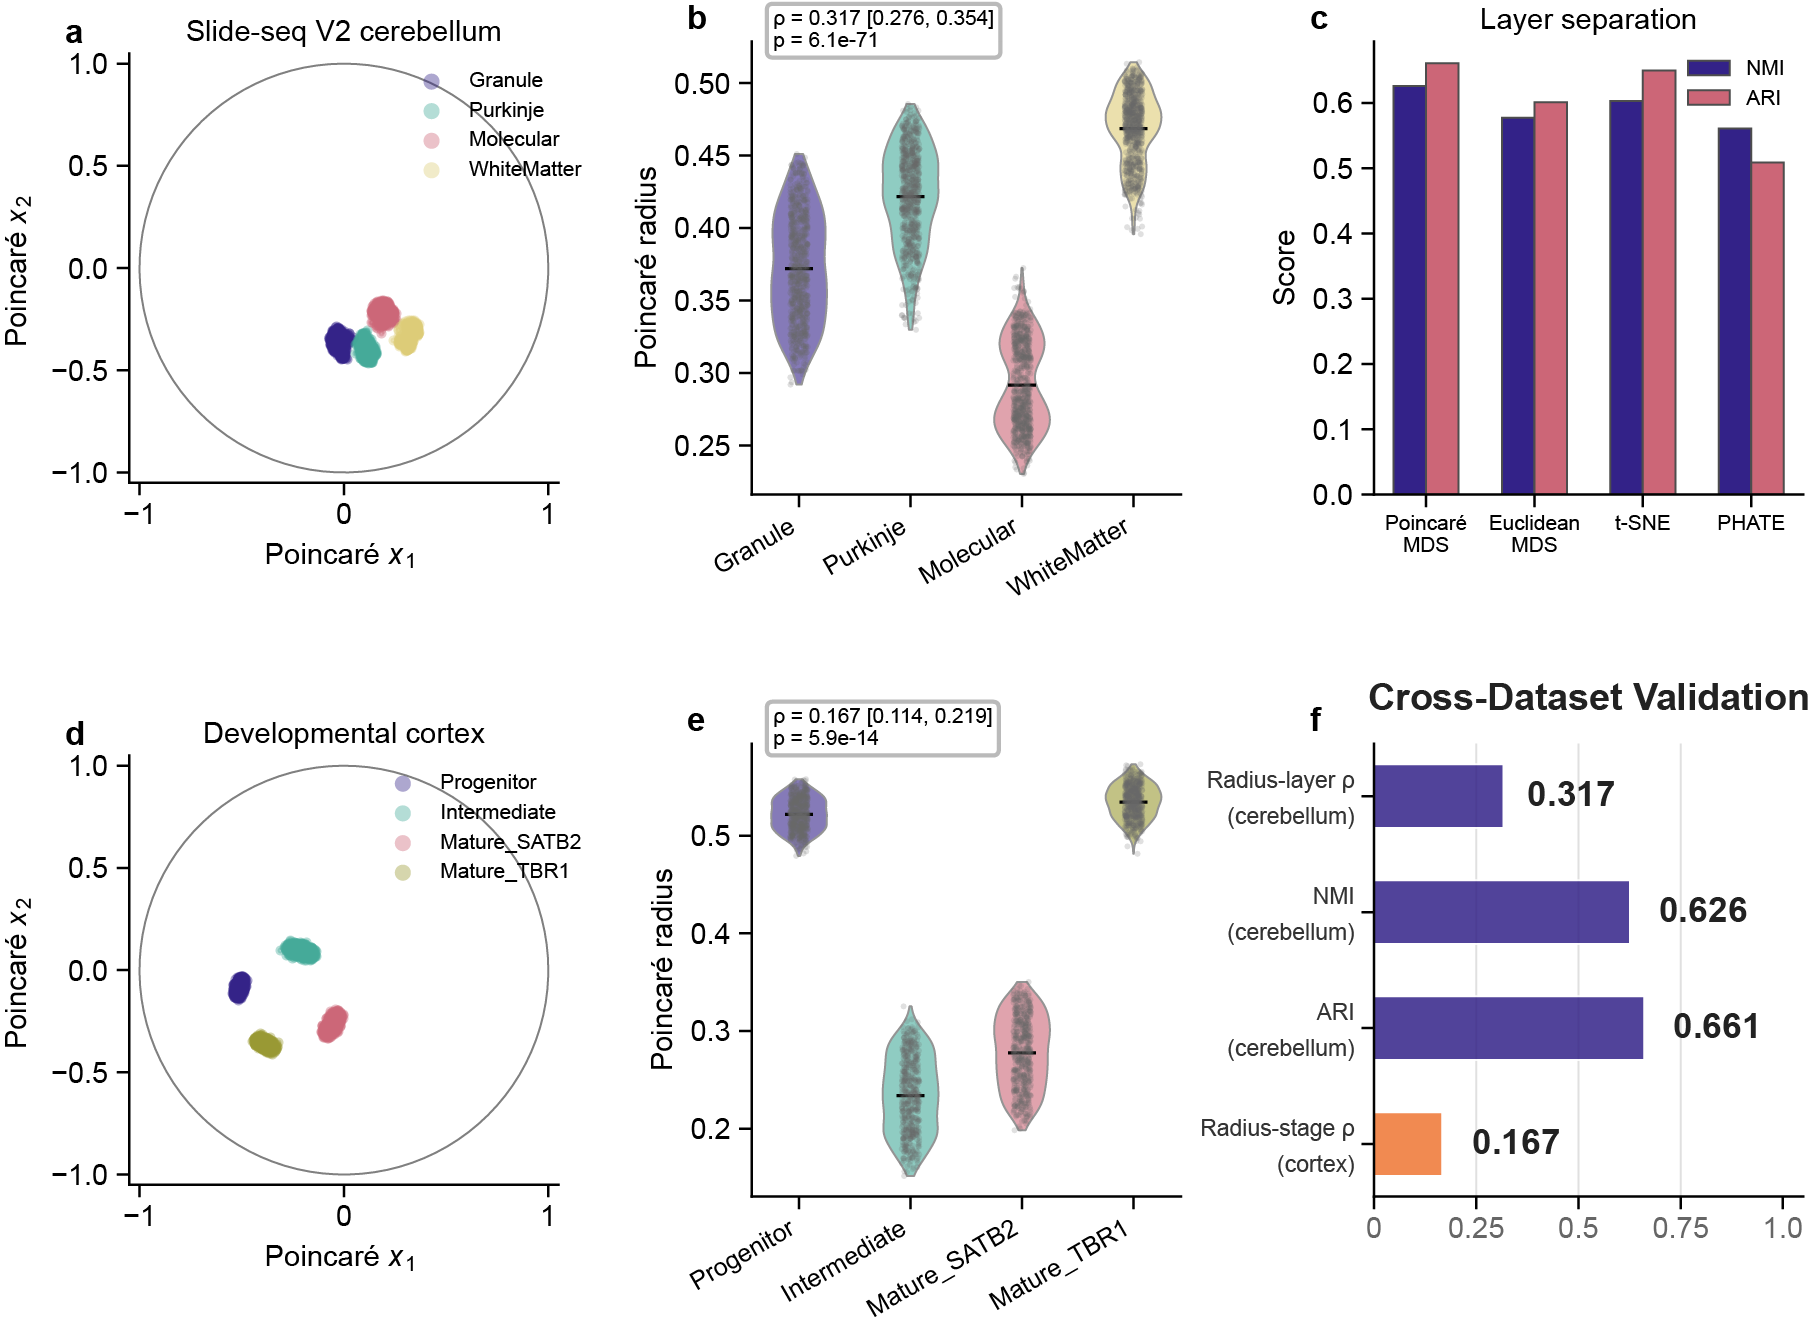 a
Slide-seq V2 cerebellum
1.0
0.5
0.0
−0.5
−1.0
−1
0
1
Poincaré x2
Poincaré x1
Granule
Purkinje
Molecular
WhiteMatter
b
ρ = 0.317 [0.276, 0.354]
p = 6.1e-71
0.50
0.45
0.40
0.35
0.30
0.25
Poincaré radius
Granule
Purkinje
Molecular
WhiteMatter
c
Layer separation
NMI
ARI
0.6
0.5
0.4
0.3
0.2
0.1
0.0
Score
Poincaré
MDS
Euclidean
MDS
t-SNE
PHATE
d
Developmental cortex
1.0
0.5
0.0
−0.5
−1.0
−1
0
1
Poincaré x2
Poincaré x1
Progenitor
Intermediate
Mature_SATB2
Mature_TBR1
e
ρ = 0.167 [0.114, 0.219]
p = 5.9e-14
0.5
0.4
0.3
0.2
Poincaré radius
Progenitor
Intermediate
Mature_SATB2
Mature_TBR1
f
Cross-Dataset Validation
Radius-layer ρ
(cerebellum)
0.317
NMI
(cerebellum)
0.626
ARI
(cerebellum)
0.661
Radius-stage ρ
(cortex)
0.167
0
0.25
0.5
0.75
1.0